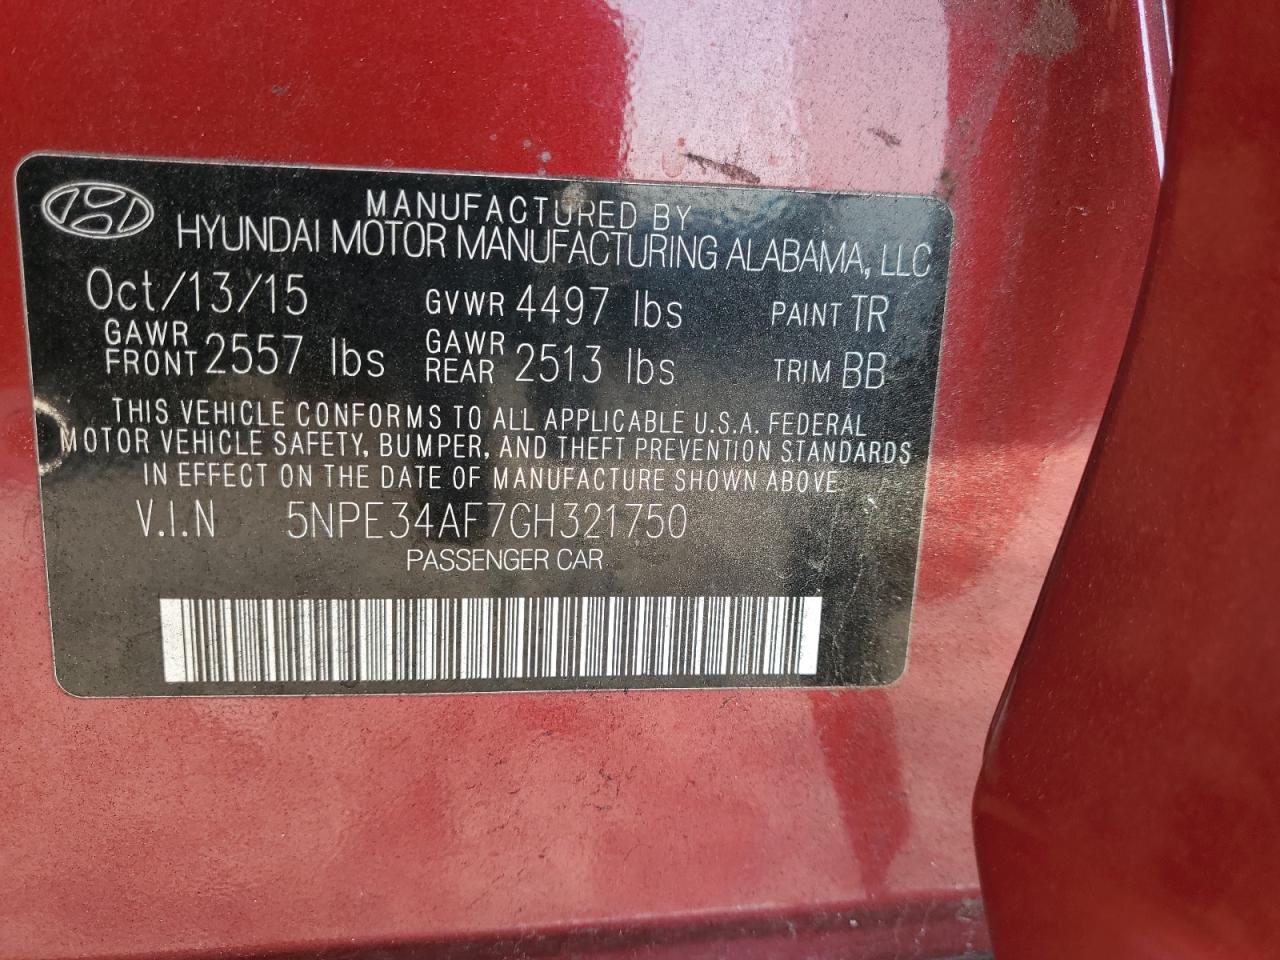 MANUFACTURED BY
HYUNDAI MOTOR MANUFACTURING ALABAMA, LLC
Oct/13/15 GVWR 4497 lbs PAINT TR
GAWR FRONT 2557 lbs GAWR REAR 2513 lbs TRIM BB
THIS VEHICLE CONFORMS TO ALL APPLICABLE U.S.A. FEDERAL
MOTOR VEHICLE SAFETY, BUMPER, AND THEFT PREVENTION STANDARDS
IN EFFECT ON THE DATE OF MANUFACTURE SHOWN ABOVE
V.I.N 5NPE34AF7GH321750
PASSENGER CAR